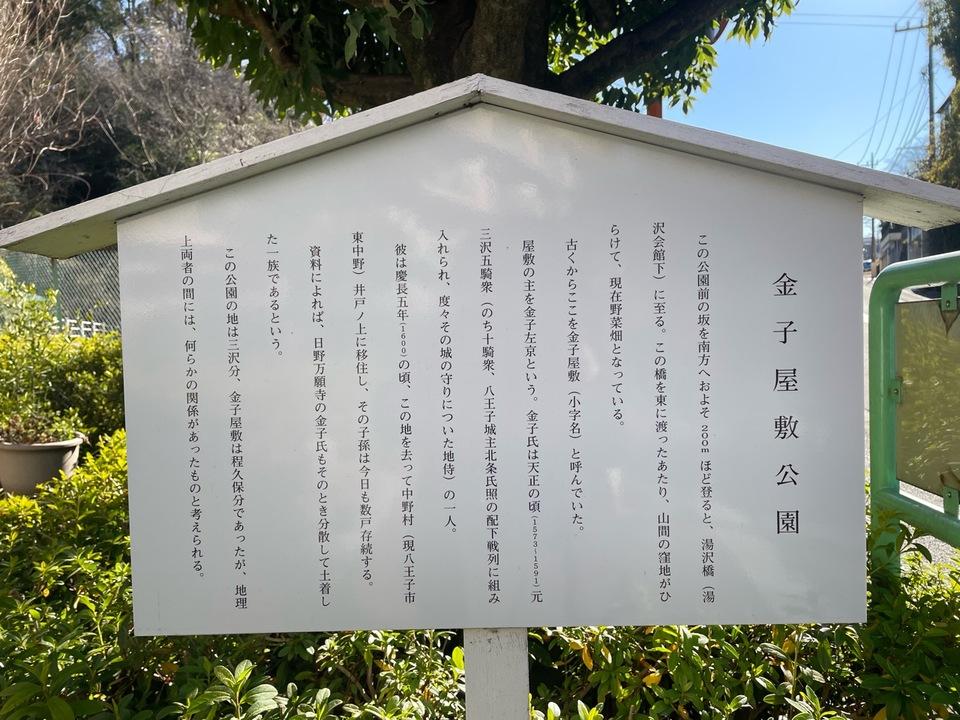 金子屋敷公園
この公園前の坂を南方へおよそ200mほど登ると、湯沢橋（湯
沢会館下）に至る。この橋を東に渡ったあたり、山間の窪地がひ
らけて、現在野菜畑となっている。
古くからここを金子屋敷（小字名）と呼んでいた。
屋敷の主を金子左京という。金子氏は天正の頃(1573~1591)元
三沢五騎衆（のち十騎衆、八王子城主北条氏照の配下戦列に組み
入れられ、度々その城の守りについた地侍）の一人。
彼は慶長五年(1600)の頃、この地を去って中野村（現八王子市
東中野）井戸ノ上に移住し、その子孫は今日も数戸存続する。
資料によれば、日野万願寺の金子氏もそのとき分散して土着し
た一族であるという。
この公園の地は三沢分、金子屋敷は程久保分であったが、地理
上両者の間には、何らかの関係があったものと考えられる。